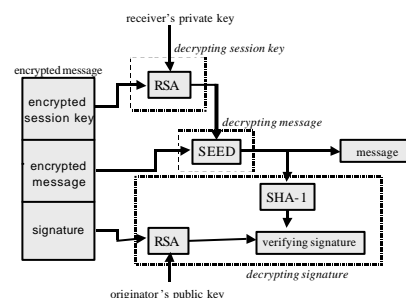 receiver's private key
decrypting session key
encrypted message
RSA
encrypted
session key
decrypting message
encrypted
message
SEED
message
SHA-1
signature
RSA
verifying signature
decrypting signature
originator's public key